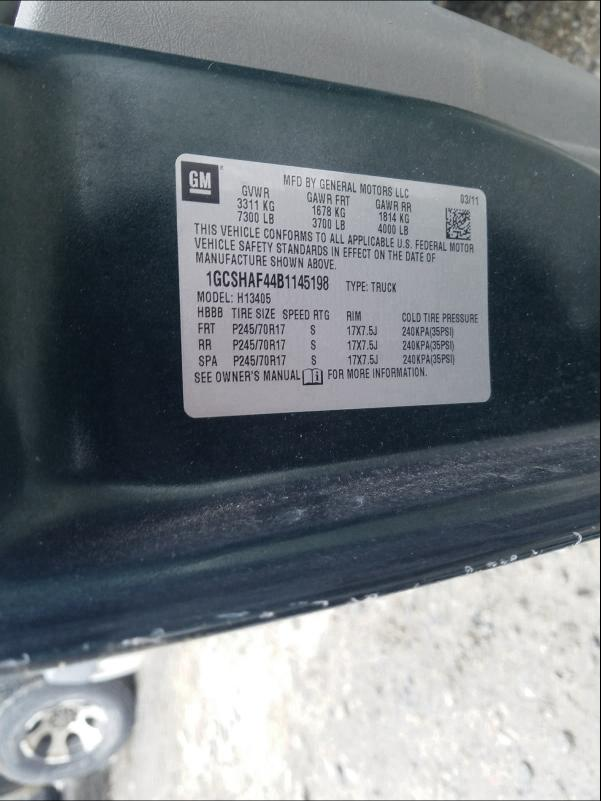 GM MFD BY GENERAL MOTORS LLC 03/11
GVWR GAWR FRT GAWR RR
3311 KG 1678 KG 1814 KG
7300 LB 3700 LB 4000 LB
THIS VEHICLE CONFORMS TO ALL APPLICABLE U.S. FEDERAL MOTOR
VEHICLE SAFETY STANDARDS IN EFFECT ON THE DATE OF
MANUFACTURE SHOWN ABOVE.
1GCSHAF44B1145198 TYPE: TRUCK
MODEL: H13405
HBBB TIRE SIZE SPEED RTG RIM COLD TIRE PRESSURE
FRT P245/70R17 S 17X7.5J 240KPA(35PSI)
RR P245/70R17 S 17X7.5J 240KPA(35PSI)
SPA P245/70R17 S 17X7.5J 240KPA(35PSI)
SEE OWNER'S MANUAL FOR MORE INFORMATION.